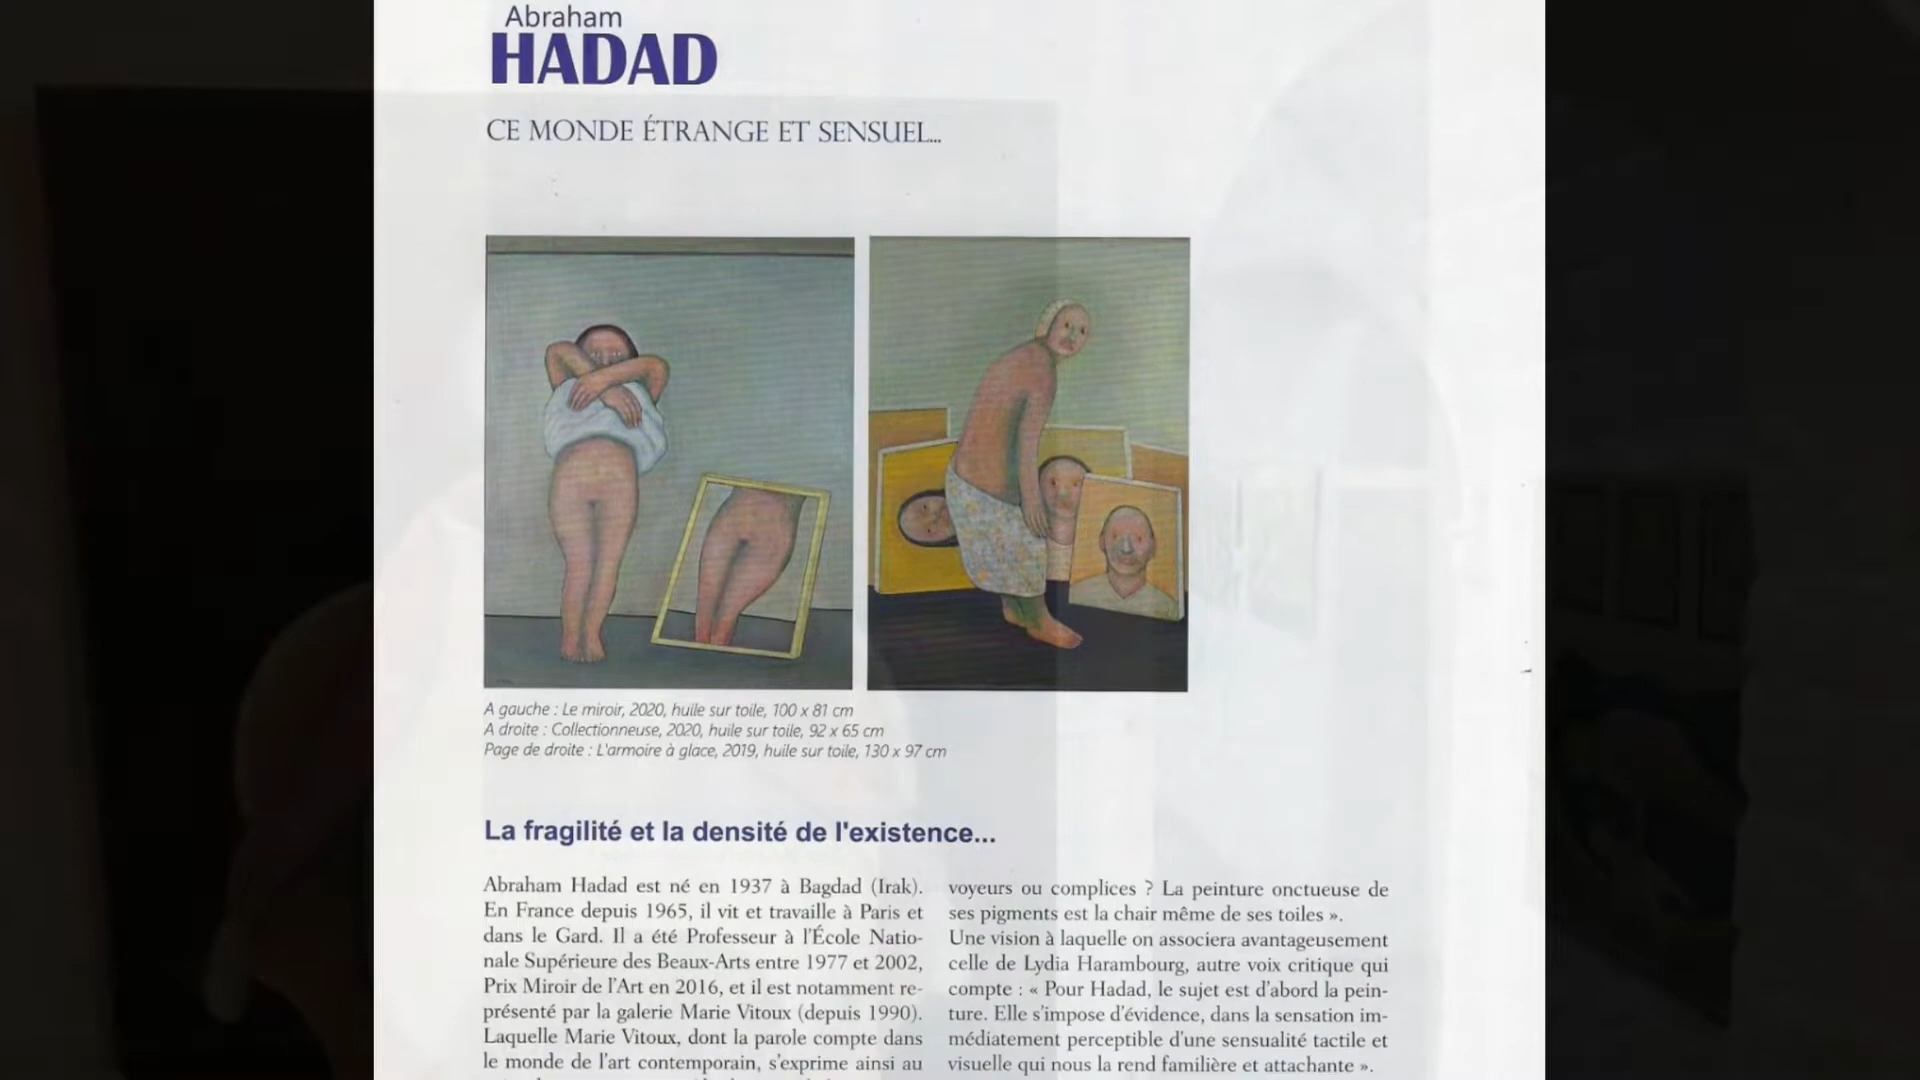 Abraham
HADAD
CE MONDE ÉTRANGE ET SENSUEL...
A gauche : Le miroir, 2020, huile sur toile, 100 x 81 cm
A droite : Collectionneuse, 2020, huile sur toile, 92 x 65 cm
Page de droite : L'armoire à glace, 2019, huile sur toile, 130 x 97 cm
La fragilité et la densité de l'existence...
Abraham Hadad est né en 1937 à Bagdad (Irak).
En France depuis 1965, il vit et travaille à Paris et
dans le Gard. Il a été Professeur à l'École Natio-
nale Supérieure des Beaux-Arts entre 1977 et 2002,
Prix Miroir de l'Art en 2016, et il est notamment re-
présenté par la galerie Marie Vitoux (depuis 1990).
Laquelle Marie Vitoux, dont la parole compte dans
le monde de l'art contemporain, s'exprime ainsi au
voyeurs ou complices ? La peinture onctueuse de
ses pigments est la chair même de ses toiles ».
Une vision à laquelle on associera avantageusement
celle de Lydia Harambourg, autre voix critique qui
compte : « Pour Hadad, le sujet est d'abord la pein-
ture. Elle s'impose d'évidence, dans la sensation im-
médiatement perceptible d'une sensualité tactile et
visuelle qui nous la rend familière et attachante ».